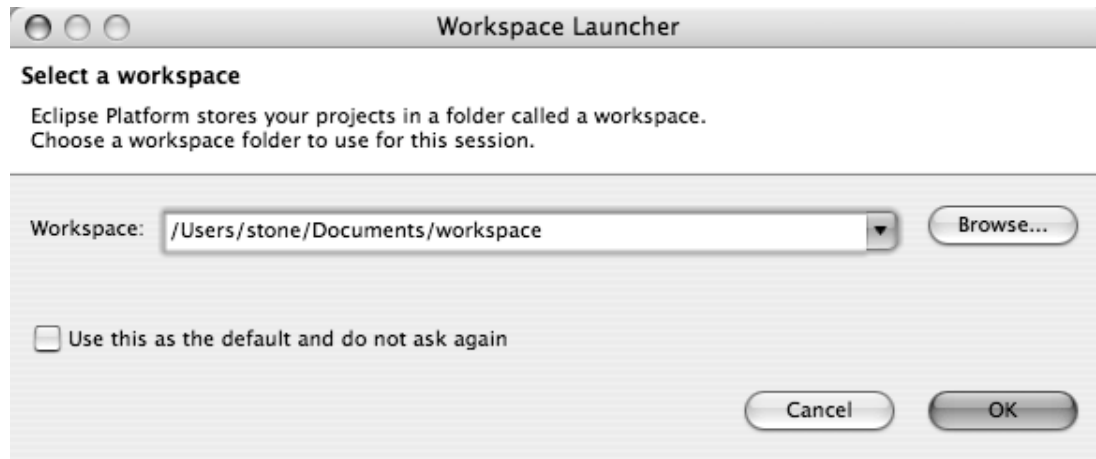 Workspace Launcher
Select a workspace
Eclipse Platform stores your projects in a folder called a workspace.
Choose a workspace folder to use for this session.
Workspace: /Users/stone/Documents/workspace Browse...
Use this as the default and do not ask again
Cancel OK